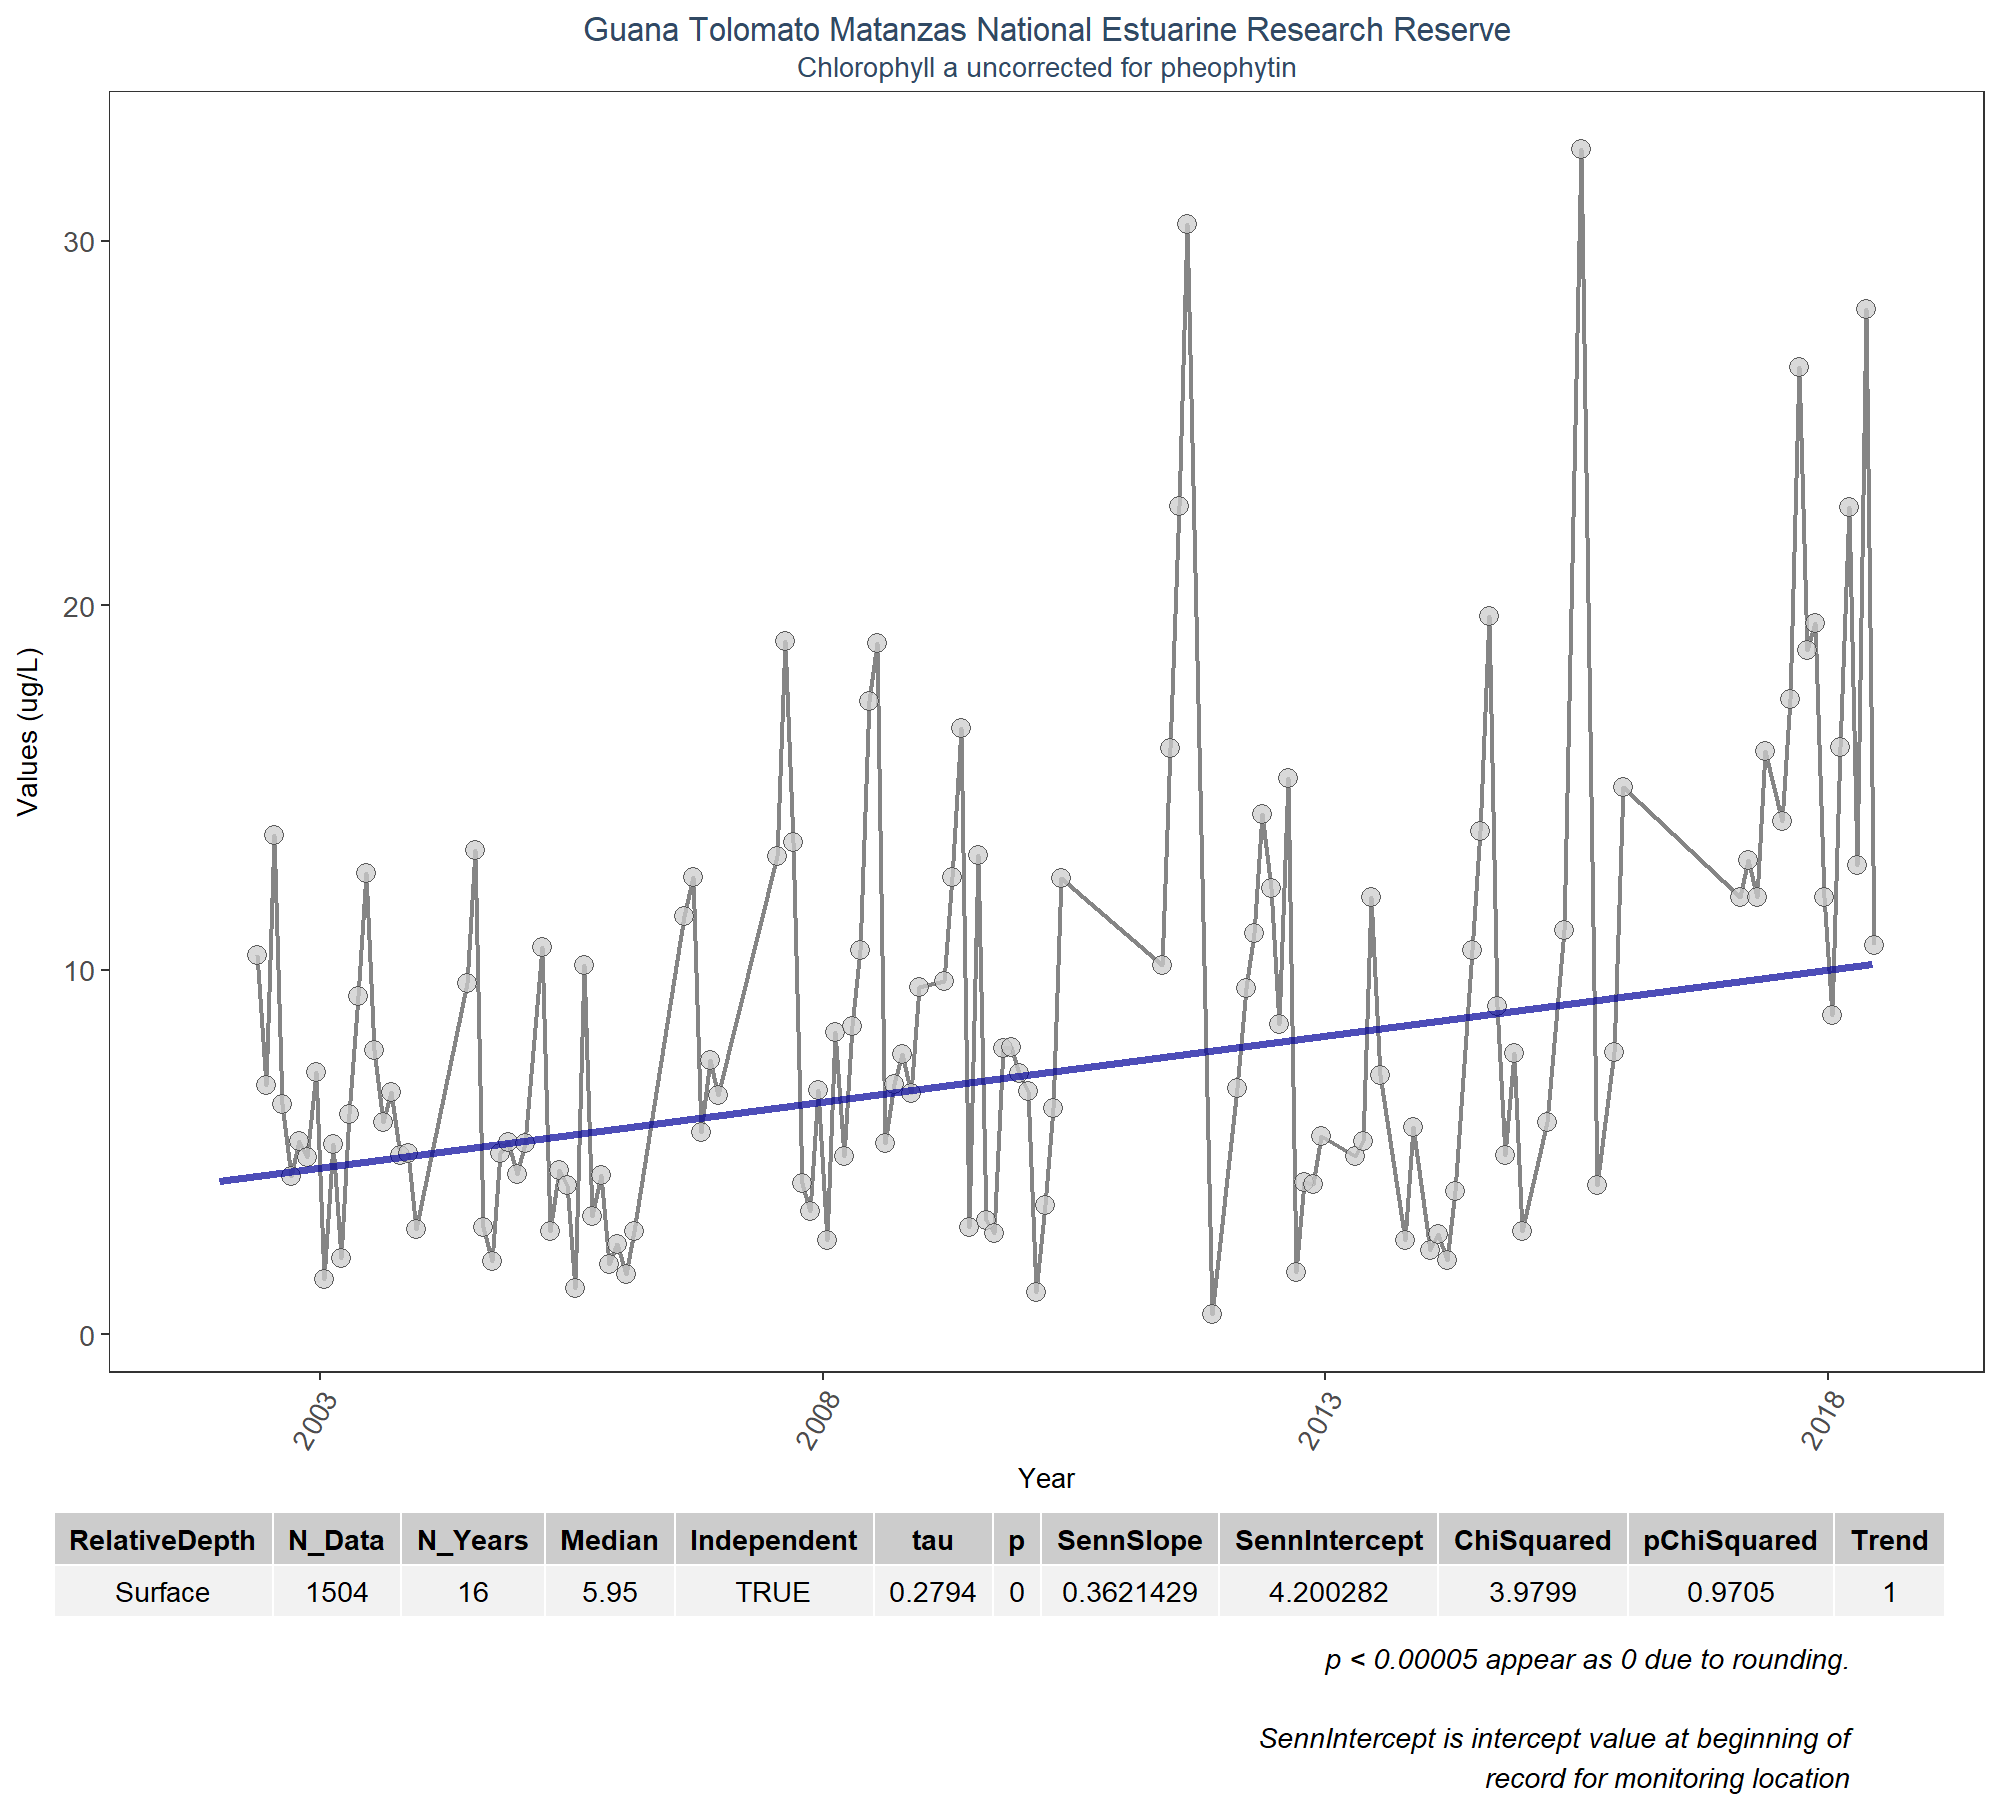 Guana Tolomato Matanzas National Estuarine Research Reserve
Chlorophyll a uncorrected for pheophytin
Values (ug/L)
30
20
10
0
2003 2008 2013 2018
Year
RelativeDepth N_Data N_Years Median Independent tau p SennSlope SennIntercept ChiSquared pChiSquared Trend
Surface 1504 16 5.95 TRUE 0.2794 0 0.3621429 4.200282 3.9799 0.9705 1
p < 0.00005 appear as 0 due to rounding.
SennIntercept is intercept value at beginning of
record for monitoring location